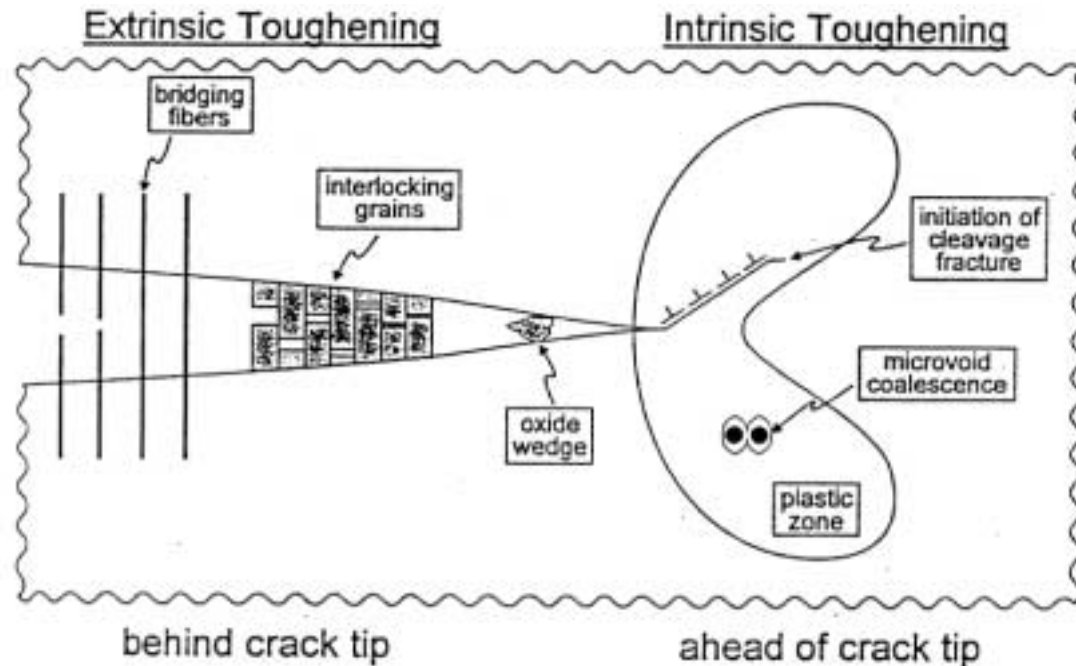 Extrinsic Toughening
Intrinsic Toughening
bridging
fibers
interlocking
grains
initiation of
cleavage
fracture
microvoid
coalescence
oxide
wedge
plastic
zone
behind crack tip
ahead of crack tip